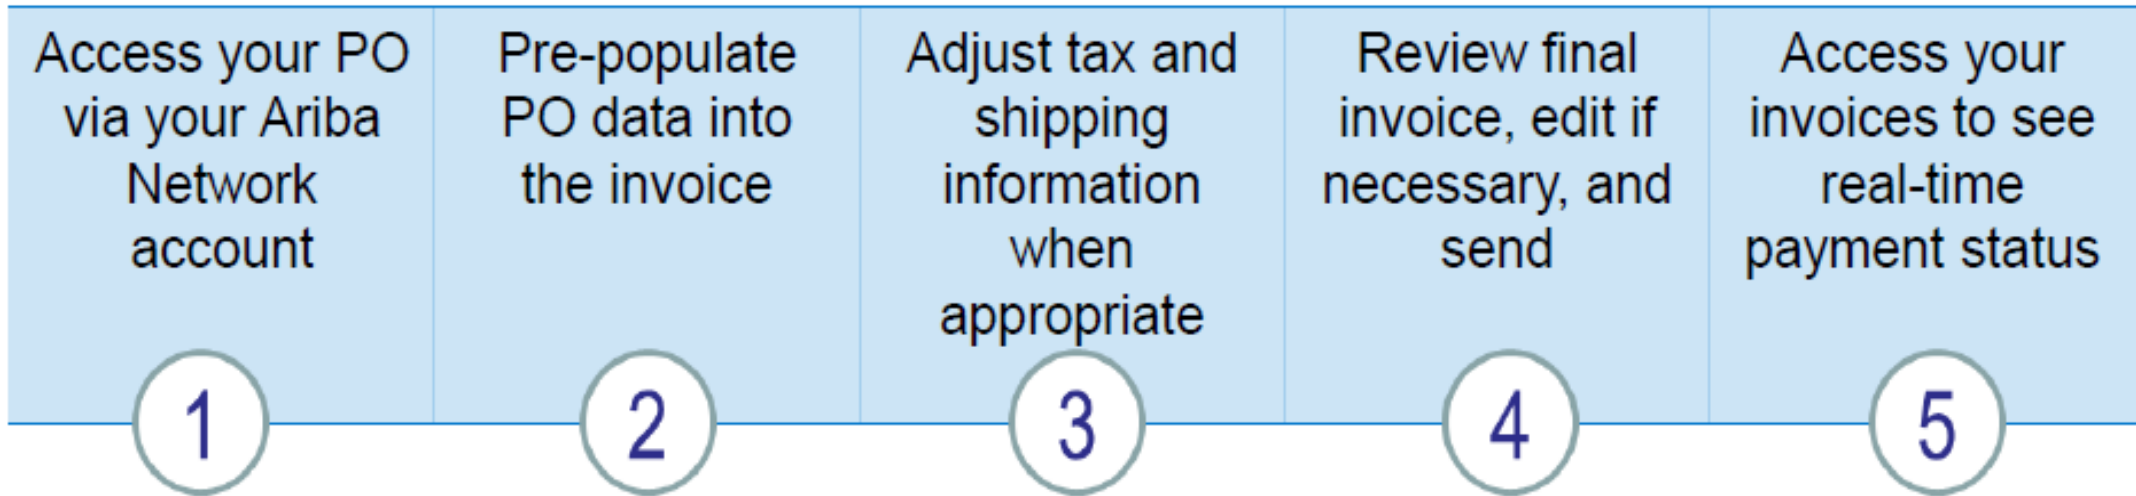 Access your PO
via your Ariba
Network
account
1
Pre-populate
PO data into
the invoice
2
Adjust tax and
shipping
information
when
appropriate
3
Review final
invoice, edit if
necessary, and
send
4
Access your
invoices to see
real-time
payment status
5